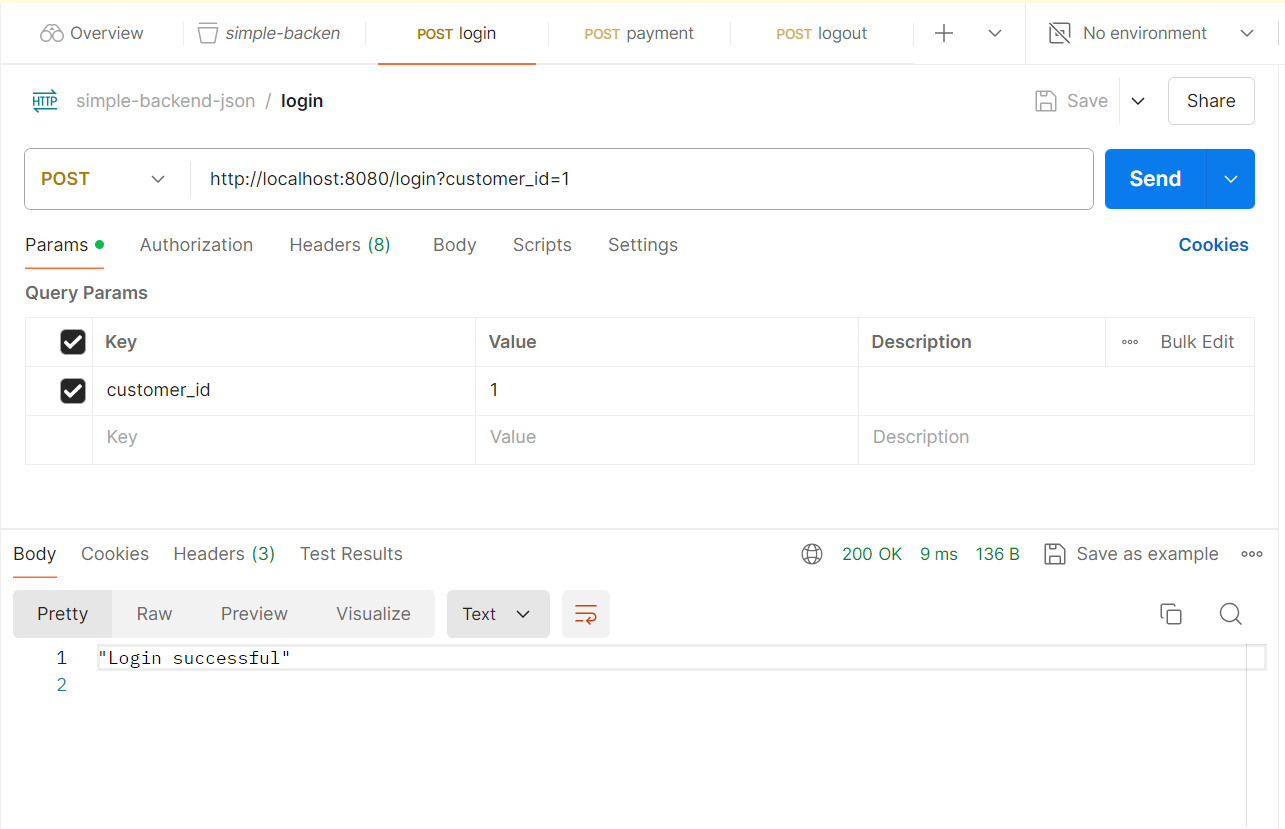 Overview simple-backen POST login POST payment POST logout No environment
HTTP simple-backend-json / login Save Share
POST http://localhost:8080/login?customer_id=1 Send
Params Authorization Headers (8) Body Scripts Settings Cookies
Query Params
Key Value Description Bulk Edit
customer_id 1
Key Value Description
Body Cookies Headers (3) Test Results 200 OK 9 ms 136 B Save as example
Pretty Raw Preview Visualize Text
1 "Login successful"
2